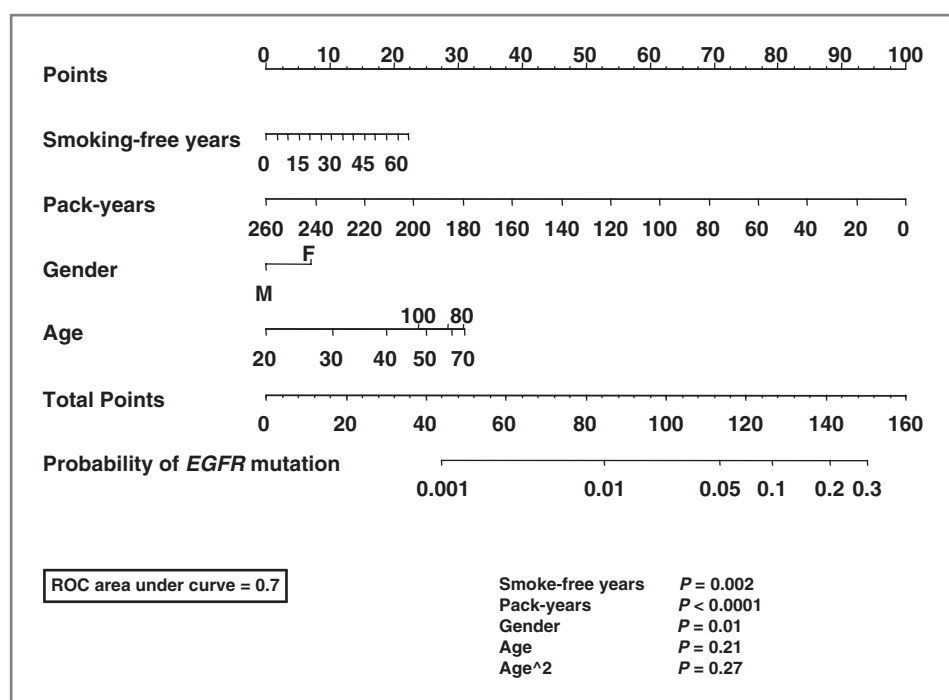 0 10 20 30 40 50 60 70 80 90 100
Points
Smoking-free years
0 15 30 45 60
Pack-years
260 240 220 200 180 160 140 120 100 80 60 40 20 0
F
Gender
M
100 80
Age
20 30 40 50 70
Total Points
0 20 40 60 80 100 120 140 160
Probability of EGFR mutation
0.001 0.01 0.05 0.1 0.2 0.3
ROC area under curve = 0.7
Smoke-free years P = 0.002
Pack-years P < 0.0001
Gender P = 0.01
Age P = 0.21
Age^2 P = 0.27